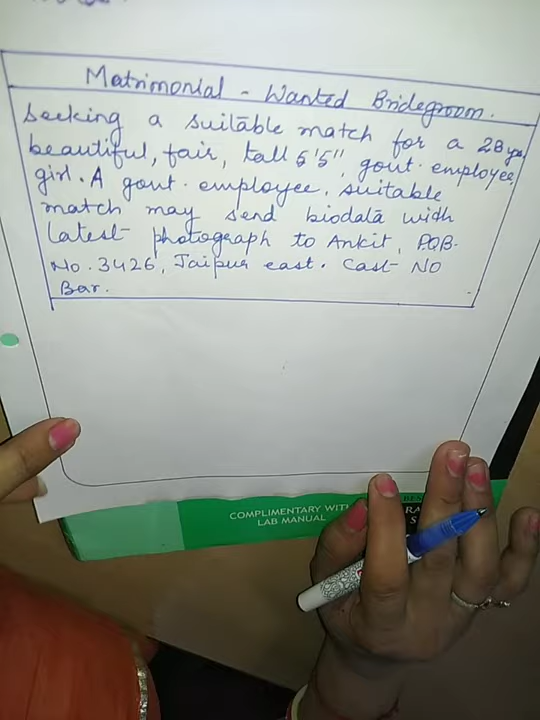 Matrimonial - Wanted Bridegroom.
Seeking a suitable match for a 28 yrs
beautiful, fair, tall 5'5", govt. employee,
girl. A govt. employee, suitable
match may send biodata with
latest photograph to Ankit, P.O.B.
No. 3426, Jaipur east. Cast NO
Bar.
COMPLIMENTARY WITH
LAB MANUAL